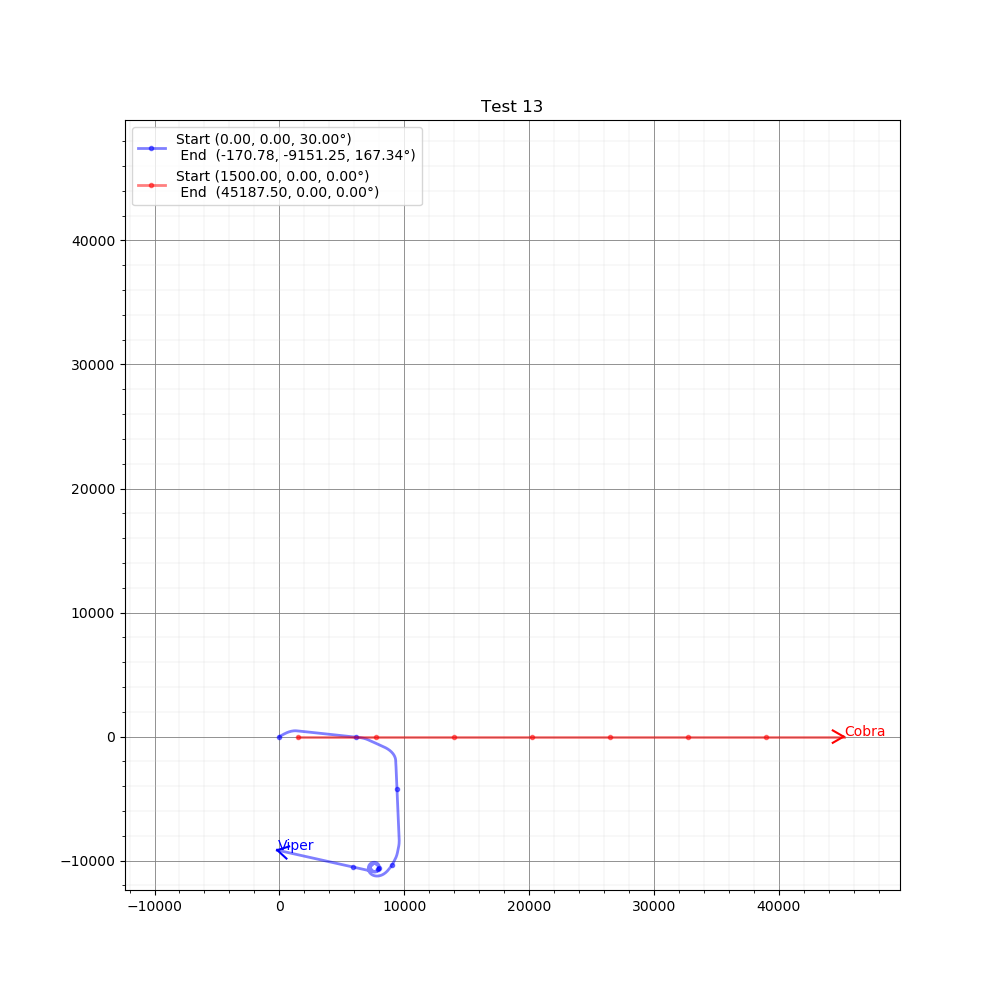 Test 13
Start (0.00, 0.00, 30.00°)
End (-170.78, -9151.25, 167.34°)
Start (1500.00, 0.00, 0.00°)
End (45187.50, 0.00, 0.00°)
40000
30000
20000
10000
0
−10000
Cobra
Viper
−10000 0 10000 20000 30000 40000